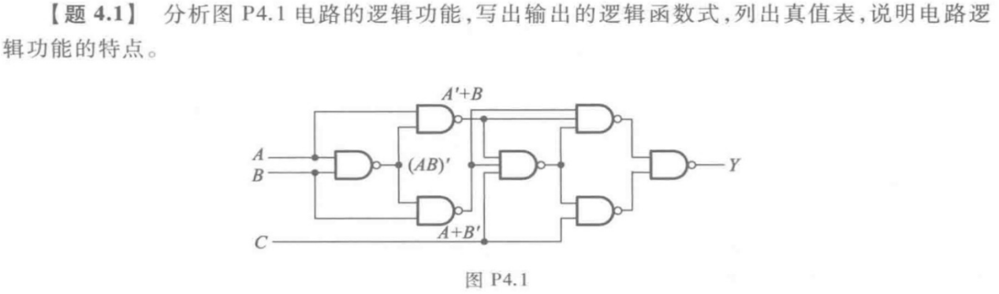 【题 4.1】 分析图 P4.1 电路的逻辑功能,写出输出的逻辑函数式,列出真值表,说明电路逻
辑功能的特点。
A'+B
A
B
(AB)'
Y
A+B'
C
图 P4.1